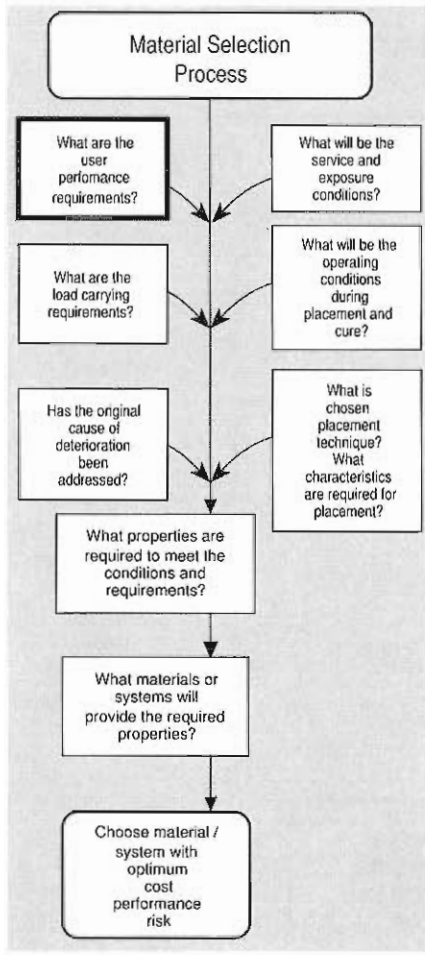 Material Selection
Process
What are the
user
perfomance
requirements?
What will be the
service and
exposure
conditions?
What are the
load carrying
requirements?
What will be the
operating
conditions
during
placement and
cure?
Has the original
cause of
deterioration
been
addressed?
What is
chosen
placement
technique?
What
characteristics
are required for
placement?
What properties are
required to meet the
conditions and
requirements?
What materials or
systems will
provide the required
properties?
Choose material /
system with
optimum
cost
performance
risk